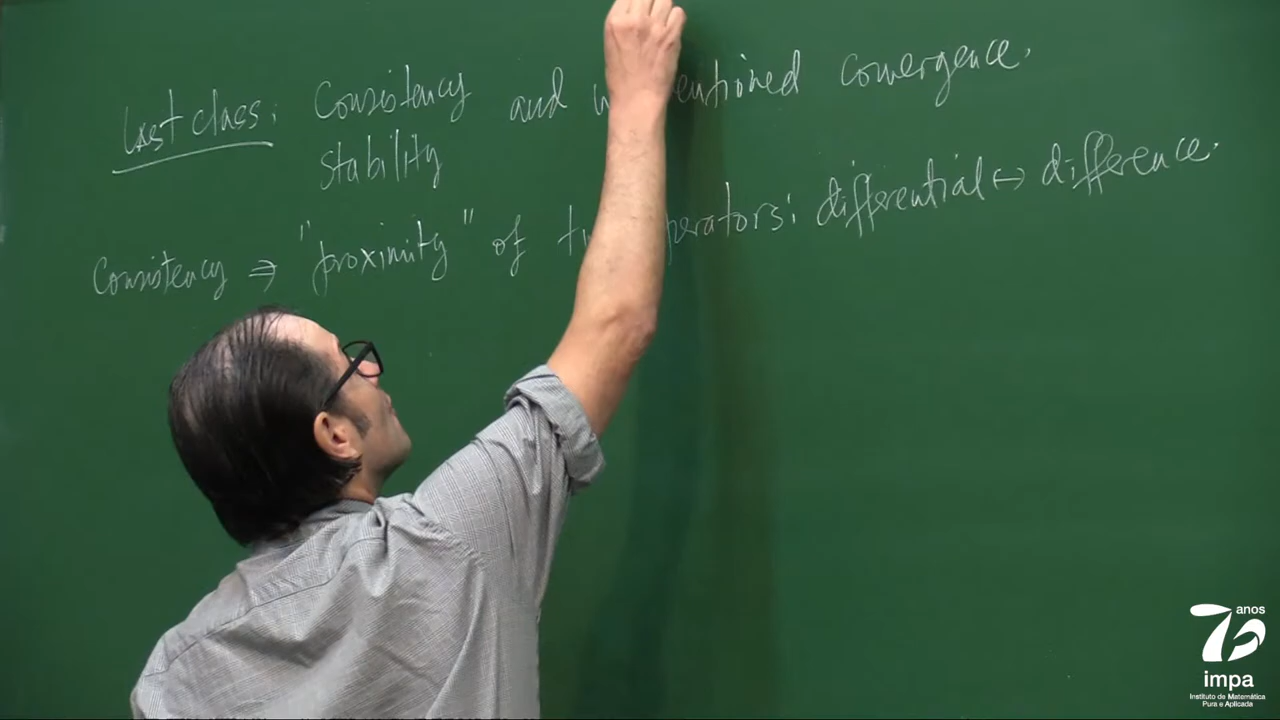 Last class: Consistency and mentioned convergence.
stability
Consistency ⇒ "proximity" of operators: differential ↔ difference.
anos
impa
Instituto de Matemática
Pura e Aplicada